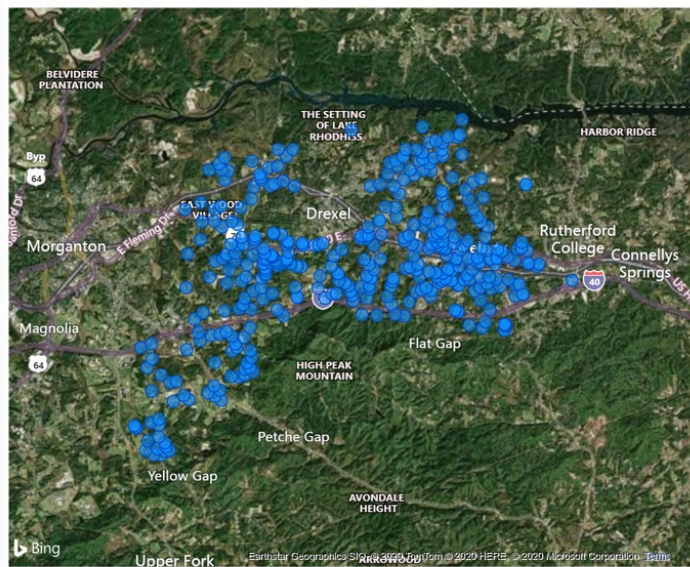 BELVIDERE
PLANTATION
THE SETTING
OF LAKE
RHODHISS
HARBOR RIDGE
Byp
64
EAST WOOD
VILLAGE
Drexel
E Fleming Dr
Morganton
Rutherford
College
Connellys
Springs
40
Magnolia
64
Flat Gap
HIGH PEAK
MOUNTAIN
Petche Gap
Yellow Gap
AVONDALE
HEIGHT
Bing
Upper Fork
ARROWOOD
Earthstar Geographics SIO, © 2020 TomTom © 2020 HERE, © 2020 Microsoft Corporation Terms